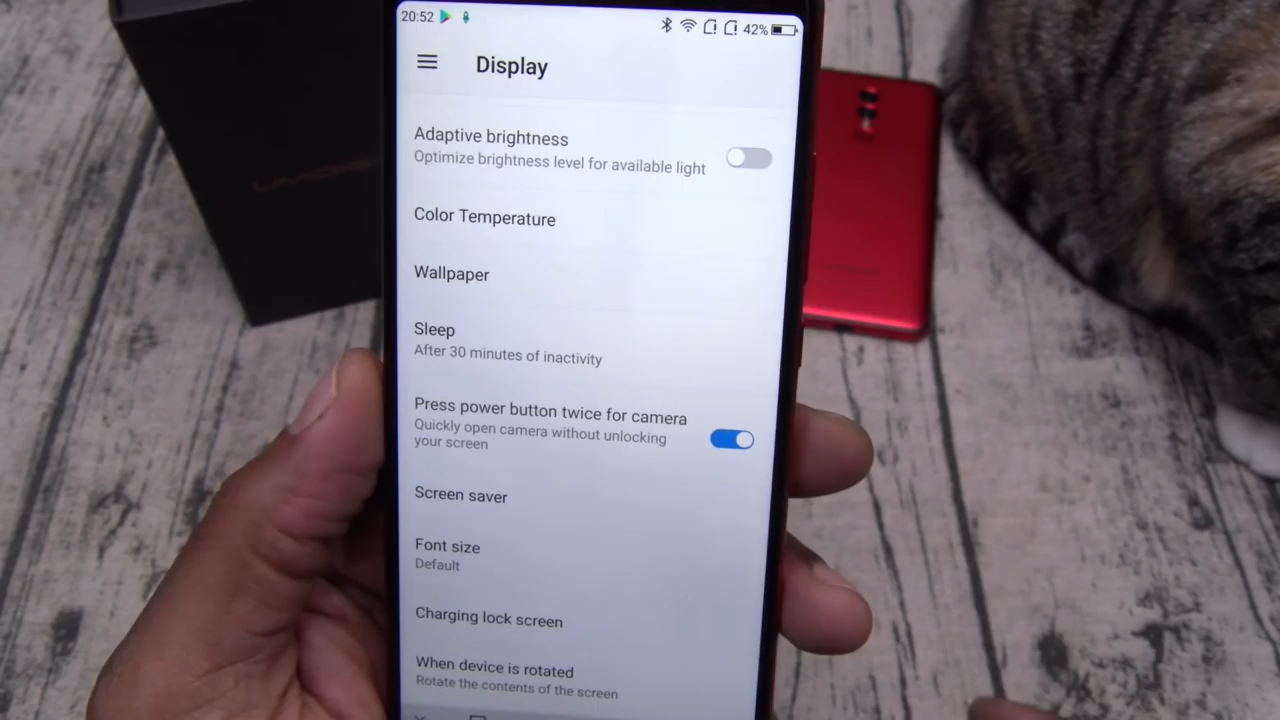 20:52
42%
Display
Adaptive brightness
Optimize brightness level for available light
Color Temperature
Wallpaper
Sleep
After 30 minutes of inactivity
Press power button twice for camera
Quickly open camera without unlocking
your screen
Screen saver
Font size
Default
Charging lock screen
When device is rotated
Rotate the contents of the screen